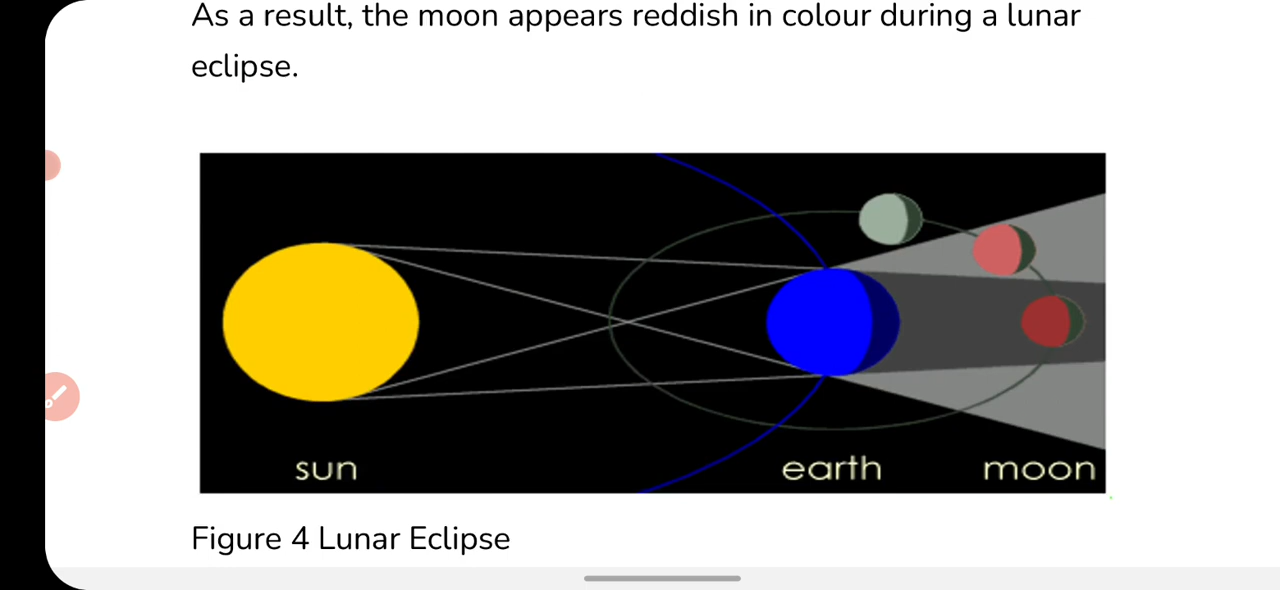 As a result, the moon appears reddish in colour during a lunar
eclipse.
sun
earth
moon
Figure 4 Lunar Eclipse